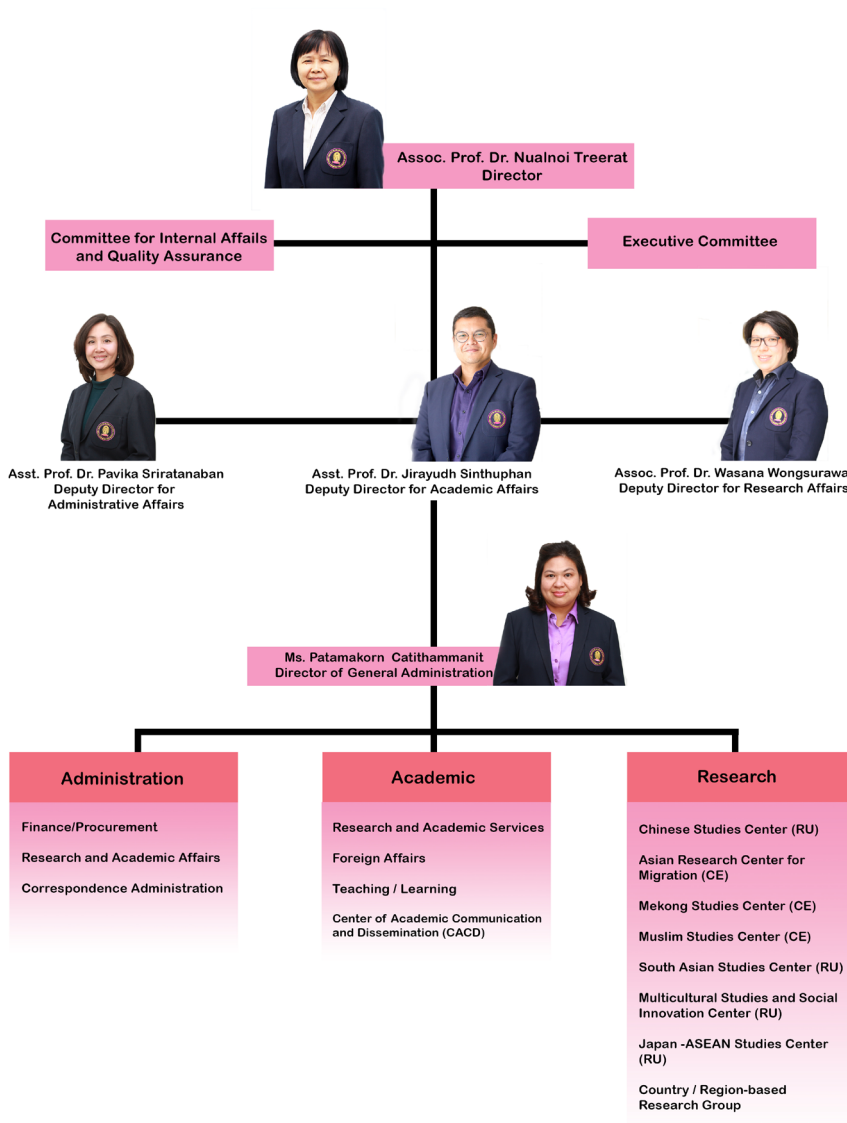 Assoc. Prof. Dr. Nualnoi Treerat
Director
Committee for Internal Affails
and Quality Assurance
Executive Committee
Asst. Prof. Dr. Pavika Sriratanaban
Deputy Director for
Administrative Affairs
Asst. Prof. Dr. Jirayudh Sinthuphan
Deputy Director for Academic Affairs
Assoc. Prof. Dr. Wasana Wongsurawa
Deputy Director for Research Affairs
Ms. Patamakorn Catithammanit
Director of General Administration
Administration
Finance/Procurement
Research and Academic Affairs
Correspondence Administration
Academic
Research and Academic Services
Foreign Affairs
Teaching / Learning
Center of Academic Communication
and Dissemination (CACD)
Research
Chinese Studies Center (RU)
Asian Research Center for
Migration (CE)
Mekong Studies Center (CE)
Muslim Studies Center (CE)
South Asian Studies Center (RU)
Multicultural Studies and Social
Innovation Center (RU)
Japan -ASEAN Studies Center
(RU)
Country / Region-based
Research Group